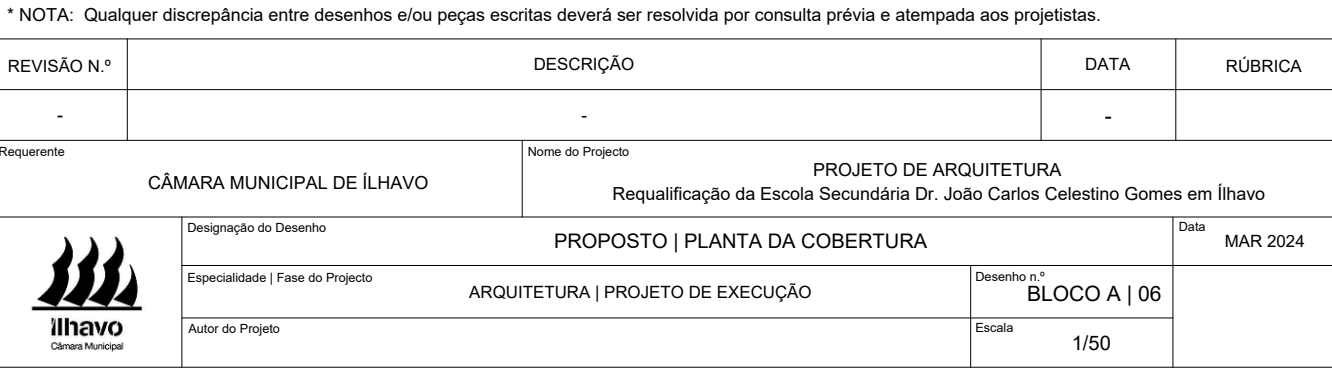 * NOTA: Qualquer discrepância entre desenhos e/ou peças escritas deverá ser resolvida por consulta prévia e atempada aos projetistas.
REVISÃO N.º DESCRIÇÃO DATA RÚBRICA
- - -
Requerente
CÂMARA MUNICIPAL DE ÍLHAVO
Nome do Projecto
PROJETO DE ARQUITETURA
Requalificação da Escola Secundária Dr. João Carlos Celestino Gomes em Ílhavo
ílhavo
Câmara Municipal
Designação do Desenho
PROPOSTO | PLANTA DA COBERTURA
Data
MAR 2024
Especialidade | Fase do Projecto
ARQUITETURA | PROJETO DE EXECUÇÃO
Desenho n.º
BLOCO A | 06
Autor do Projeto
Escala
1/50